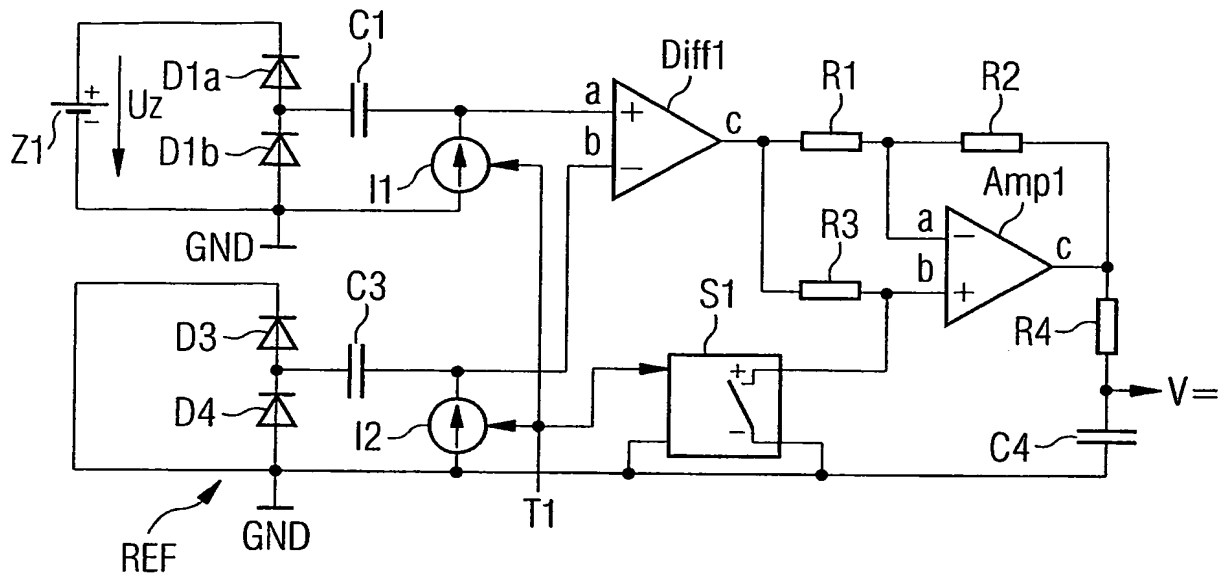 C1
Diff1
D1a
R1
R2
+
Uz
a
+
c
Z1
-
D1b
b
-
Amp1
I1
a
-
R3
c
GND
b
+
C3
S1
D3
R4
+
V=
D4
I2
-
C4
T1
GND
REF